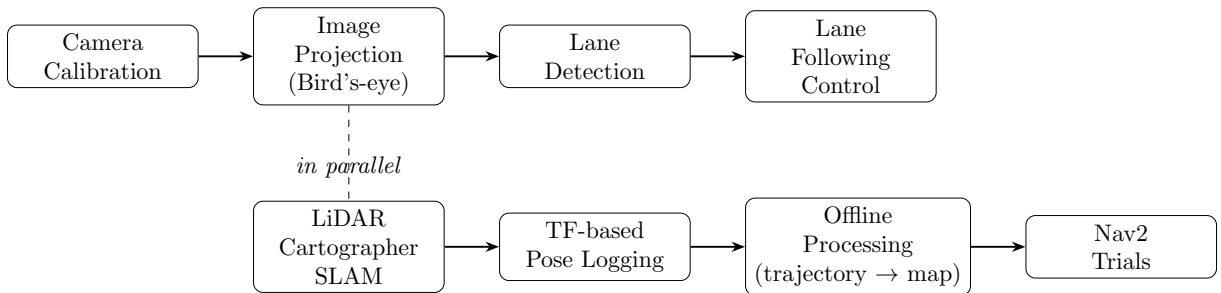 Camera
Calibration
Image
Projection
(Bird's-eye)
Lane
Detection
Lane
Following
Control
in parallel
LiDAR
Cartographer
SLAM
TF-based
Pose Logging
Offline
Processing
(trajectory → map)
Nav2
Trials